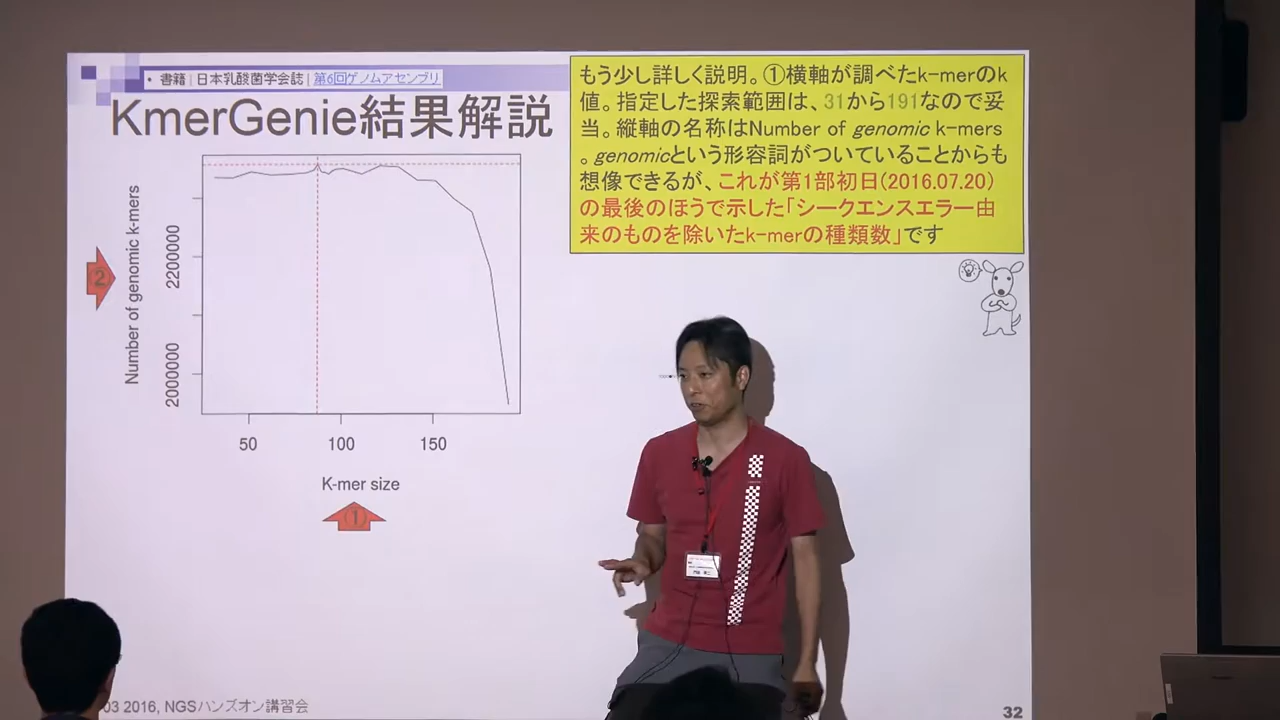 • 書籍 | 日本乳酸菌学会誌 | 第6回ゲノムアセンブリ
KmerGenie結果解説
もう少し詳しく説明。①横軸が調べたk-merのk
値。指定した探索範囲は、31から191なので妥
当。縦軸の名称はNumber of genomic k-mers
。genomicという形容詞がついていることからも
想像できるが、これが第1部初日(2016.07.20)
の最後のほうで示した「シークエンスエラー由
来のものを除いたk-merの種類数」です
②
Number of genomic k-mers
2200000
2000000
50 100 150
K-mer size
①
03 2016, NGSハンズオン講習会
32